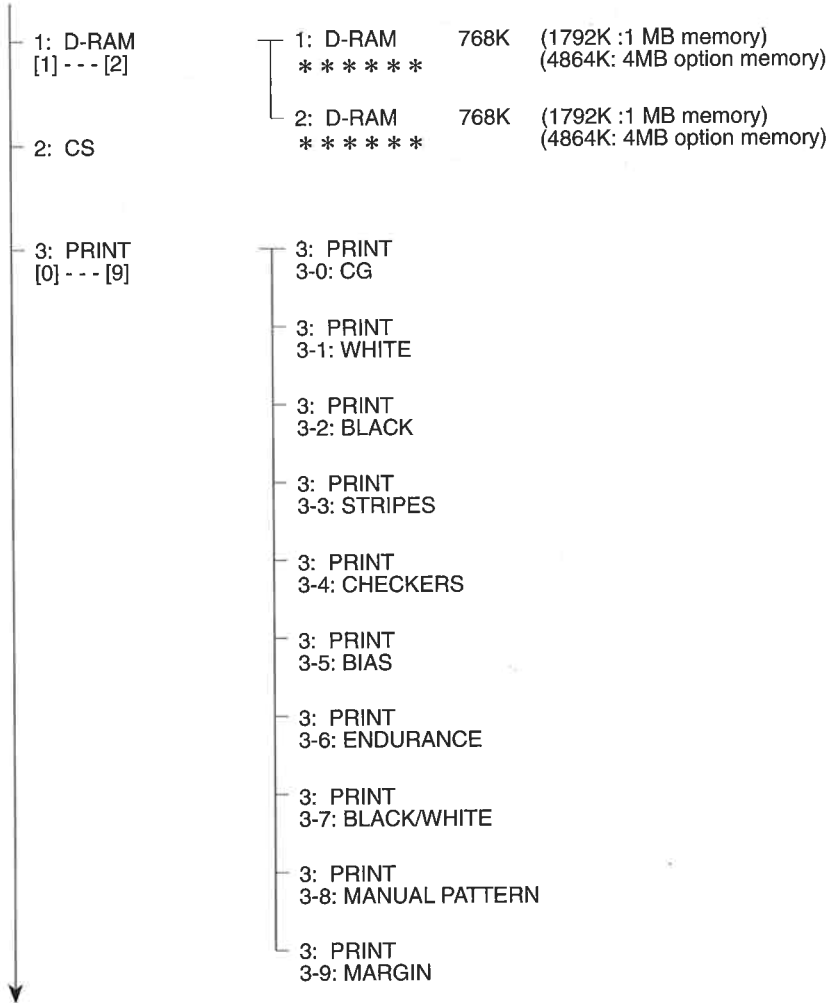 1: D-RAM
[1] - - - [2]
1: D-RAM 768K (1792K :1 MB memory)
****** (4864K: 4MB option memory)
2: D-RAM 768K (1792K :1 MB memory)
****** (4864K: 4MB option memory)
2: CS
3: PRINT
[0] - - - [9]
3: PRINT
3-0: CG
3: PRINT
3-1: WHITE
3: PRINT
3-2: BLACK
3: PRINT
3-3: STRIPES
3: PRINT
3-4: CHECKERS
3: PRINT
3-5: BIAS
3: PRINT
3-6: ENDURANCE
3: PRINT
3-7: BLACK/WHITE
3: PRINT
3-8: MANUAL PATTERN
3: PRINT
3-9: MARGIN